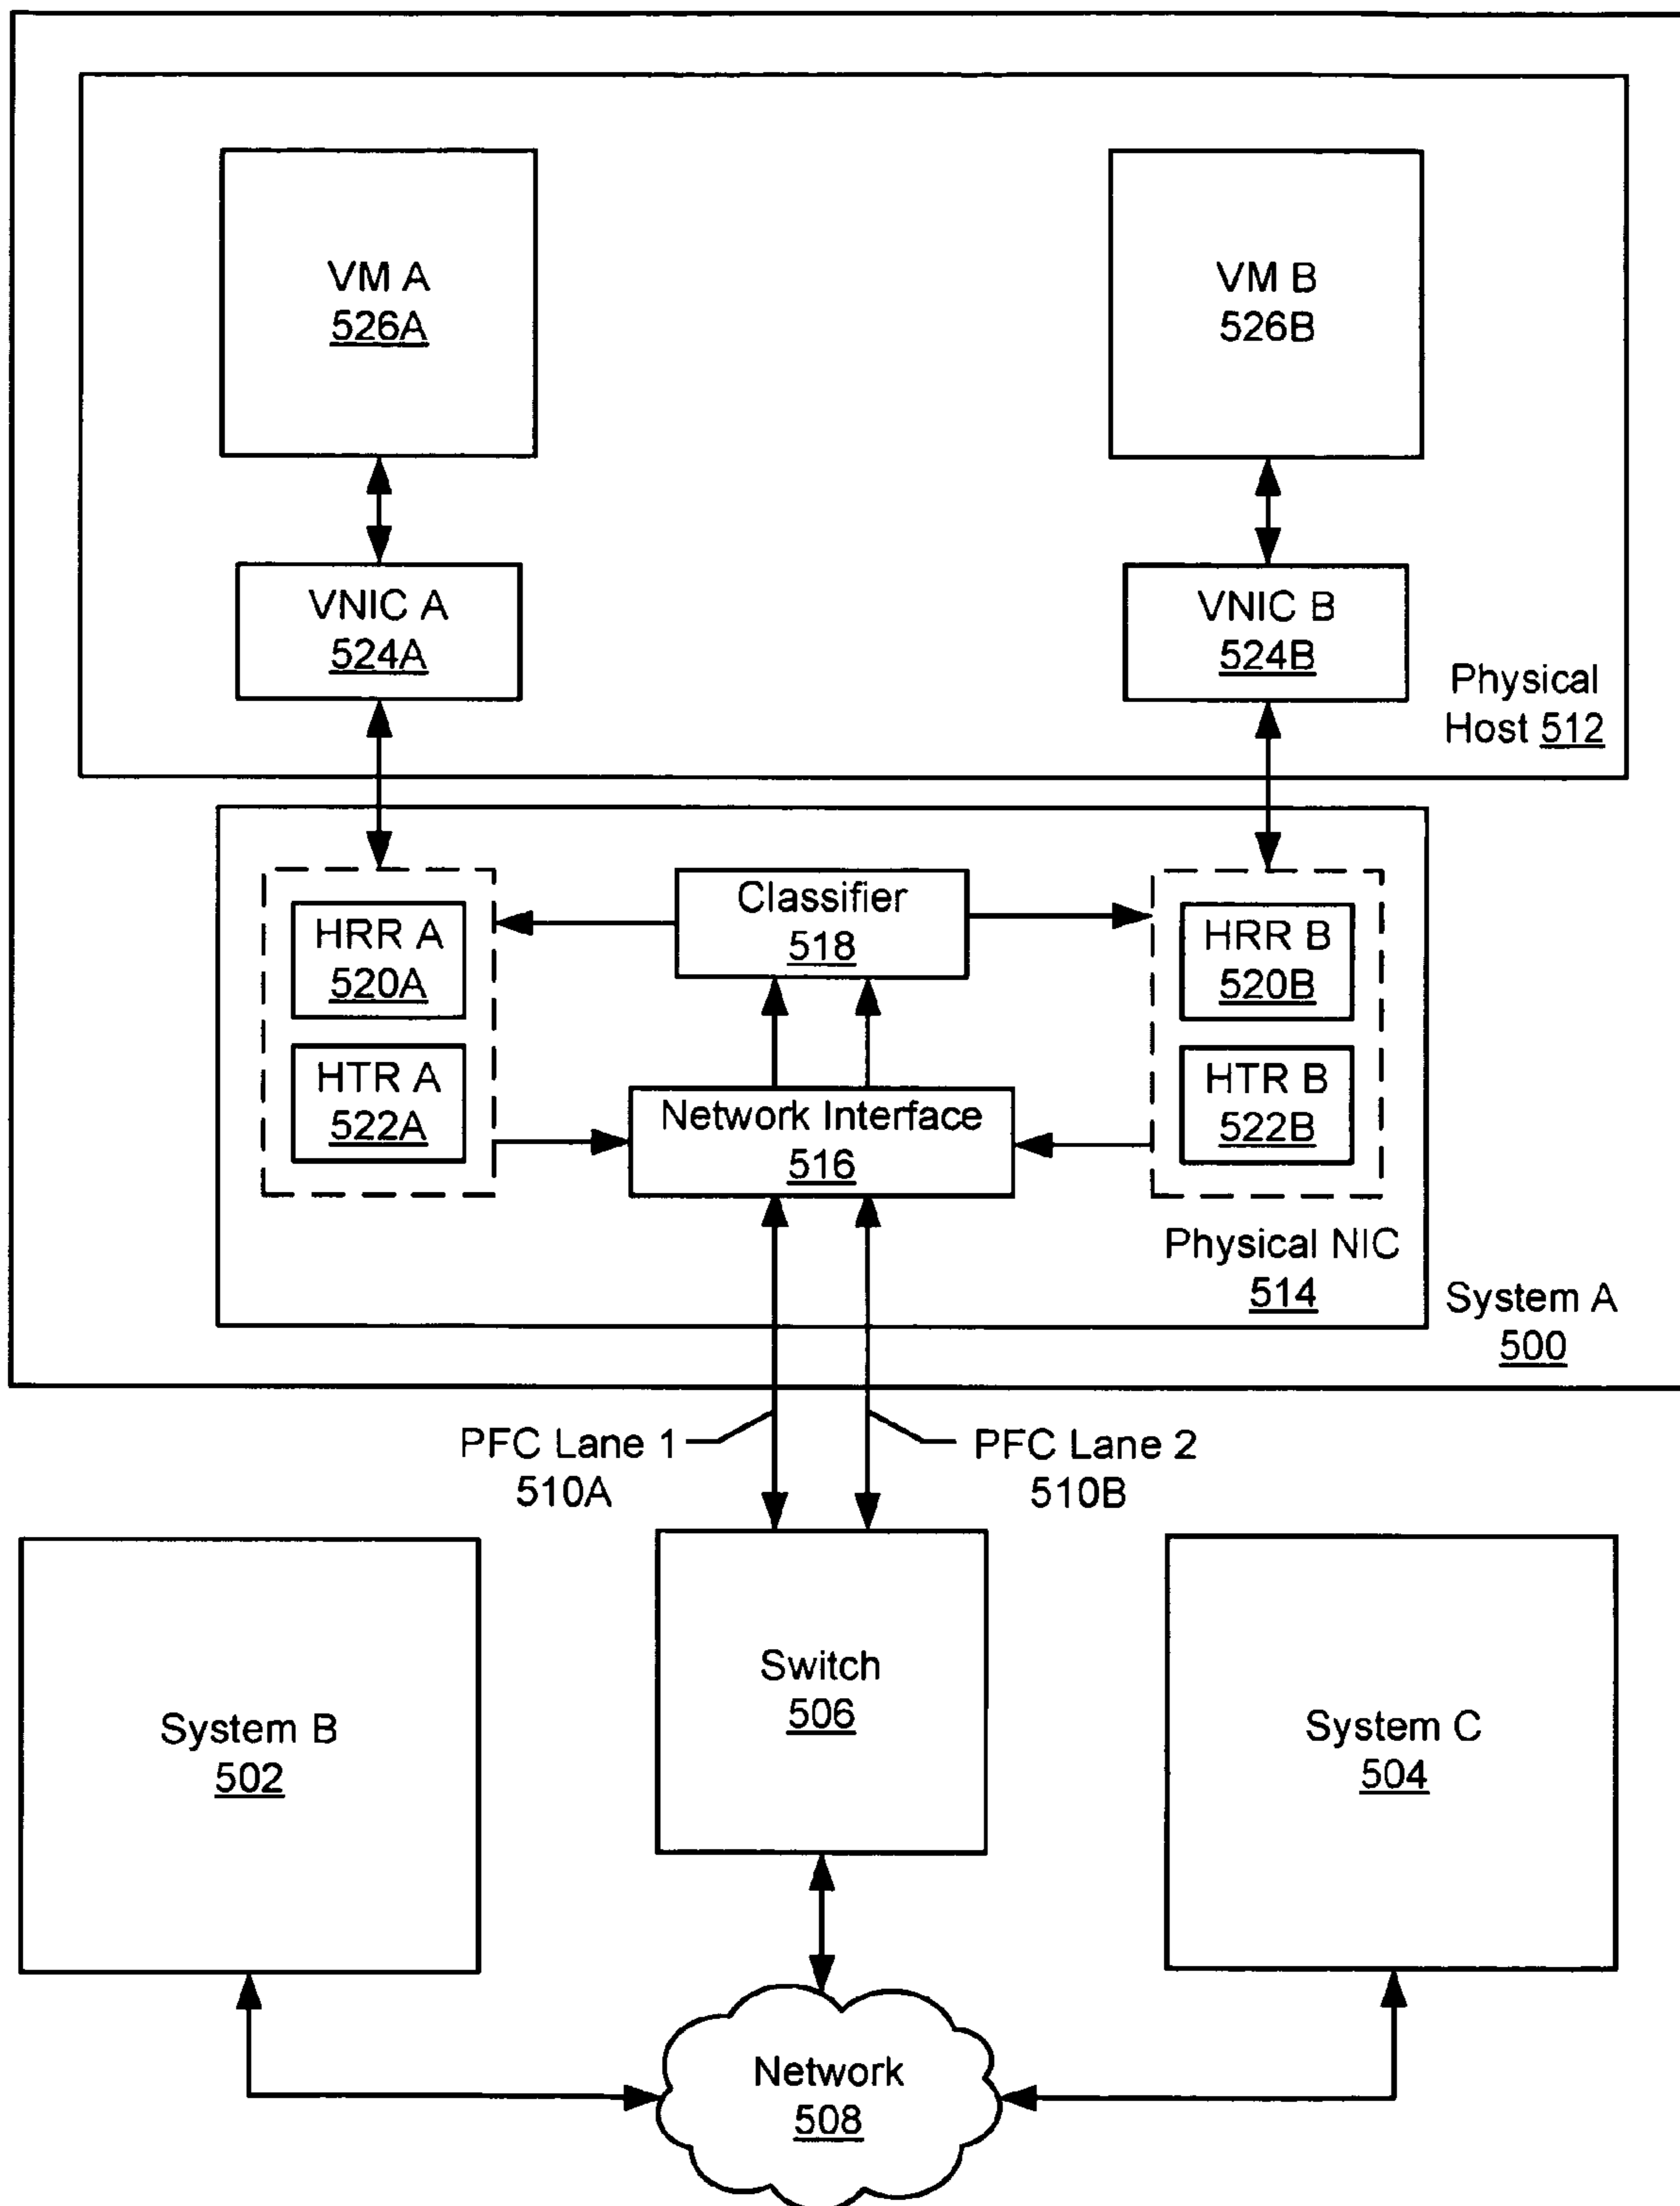 VM A
526A
VM B
526B
VNIC A
524A
VNIC B
524B
Physical
Host 512
Classifier
518
HRR A
520A
HRR B
520B
HTR A
522A
Network Interface
516
HTR B
522B
Physical NIC
514
System A
500
PFC Lane 1
510A
PFC Lane 2
510B
Switch
506
System B
502
System C
504
Network
508